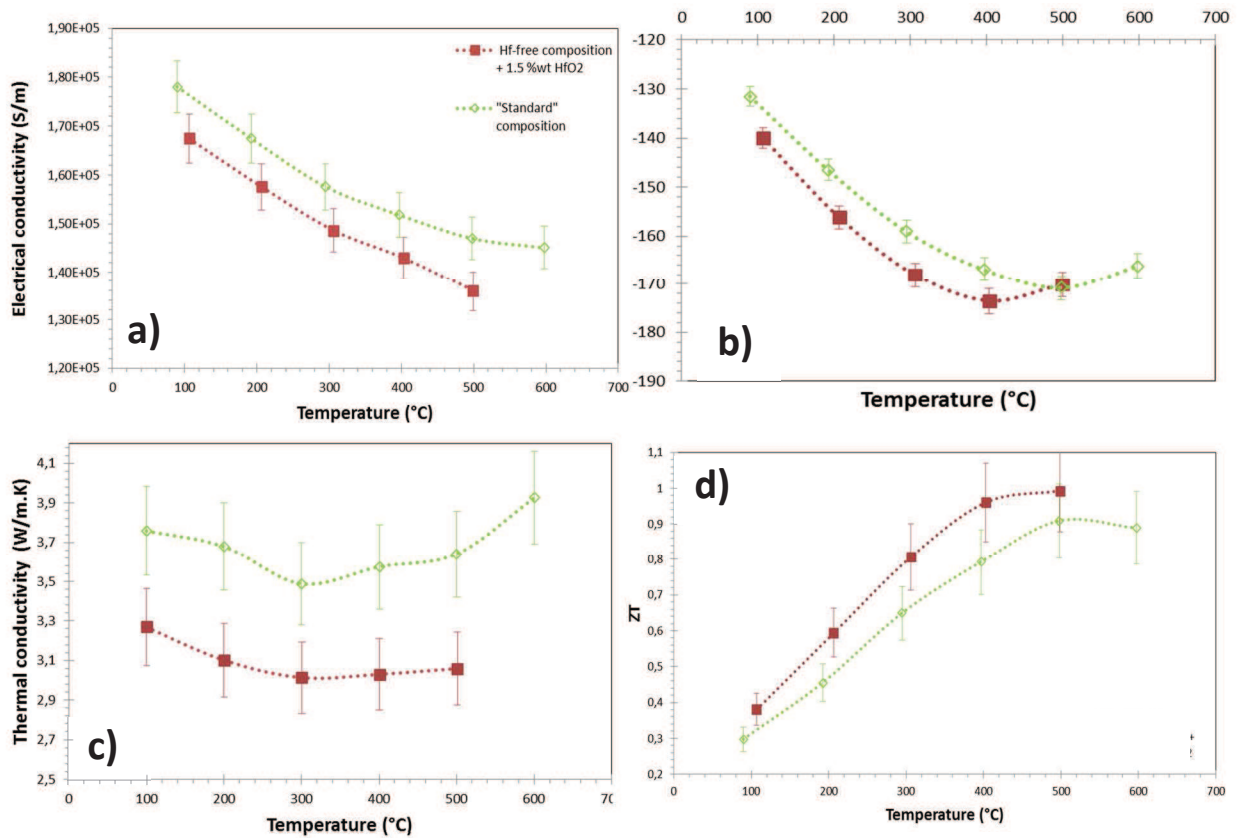 Electrical conductivity (S/m)
1,90E+05
1,80E+05
1,70E+05
1,60E+05
1,50E+05
1,40E+05
1,30E+05
1,20E+05
Hf-free composition
+ 1.5 %wt HfO2
"Standard"
composition
a)
0 100 200 300 400 500 600 700
Temperature (°C)
0 100 200 300 400 500 600 700
-120
-130
-140
-150
-160
-170
-180
-190
b)
Temperature (°C)
Thermal conductivity (W/m.K)
4,1
3,9
3,7
3,5
3,3
3,1
2,9
2,7
2,5
c)
0 100 200 300 400 500 600
Temperature (°C)
ZT
1,1
1
0,9
0,8
0,7
0,6
0,5
0,4
0,3
0,2
d)
0 100 200 300 400 500 600 700
Temperature (°C)